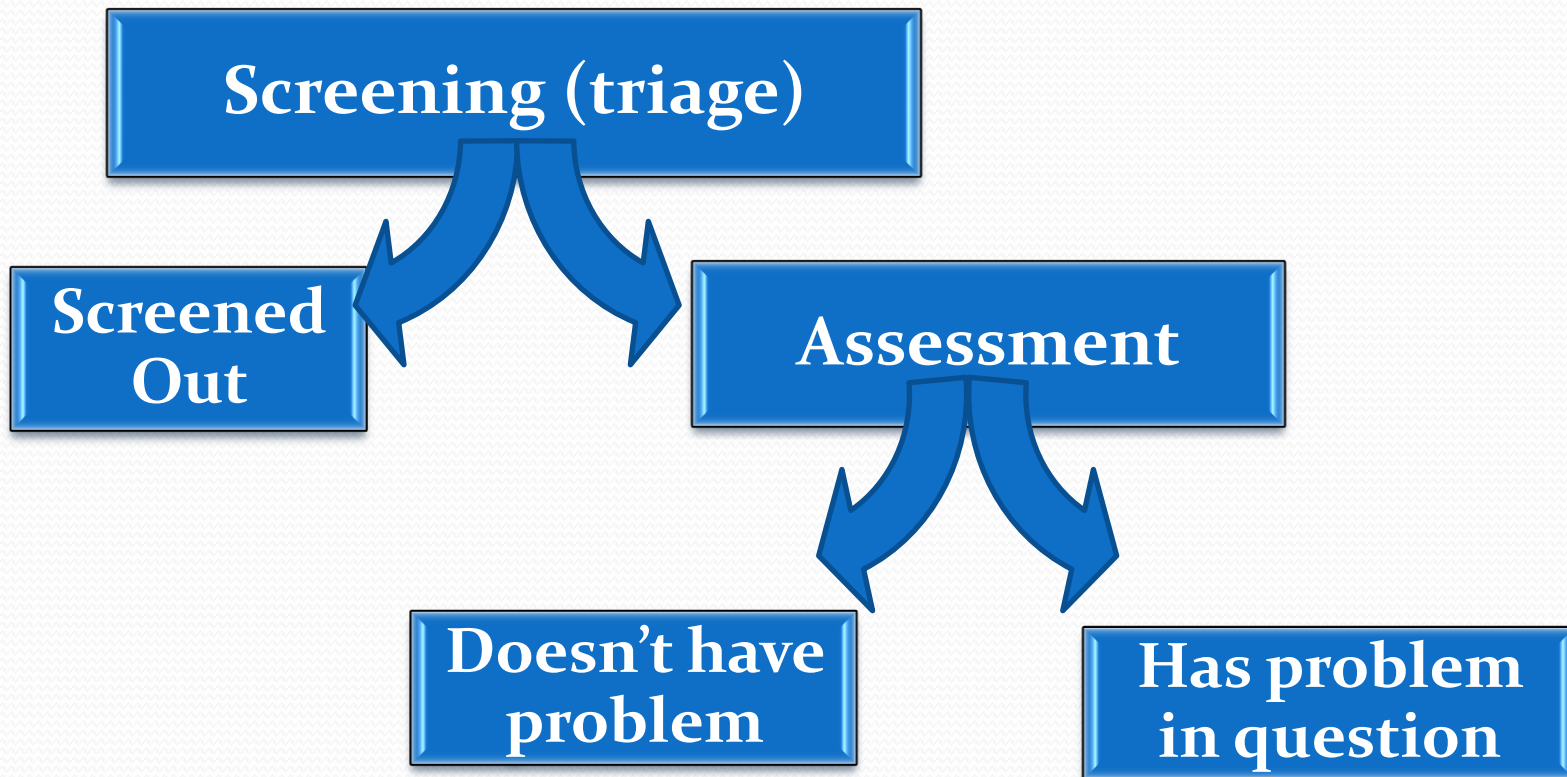 Screening (triage)
Screened
Out
Assessment
Doesn’t have
problem
Has problem
in question